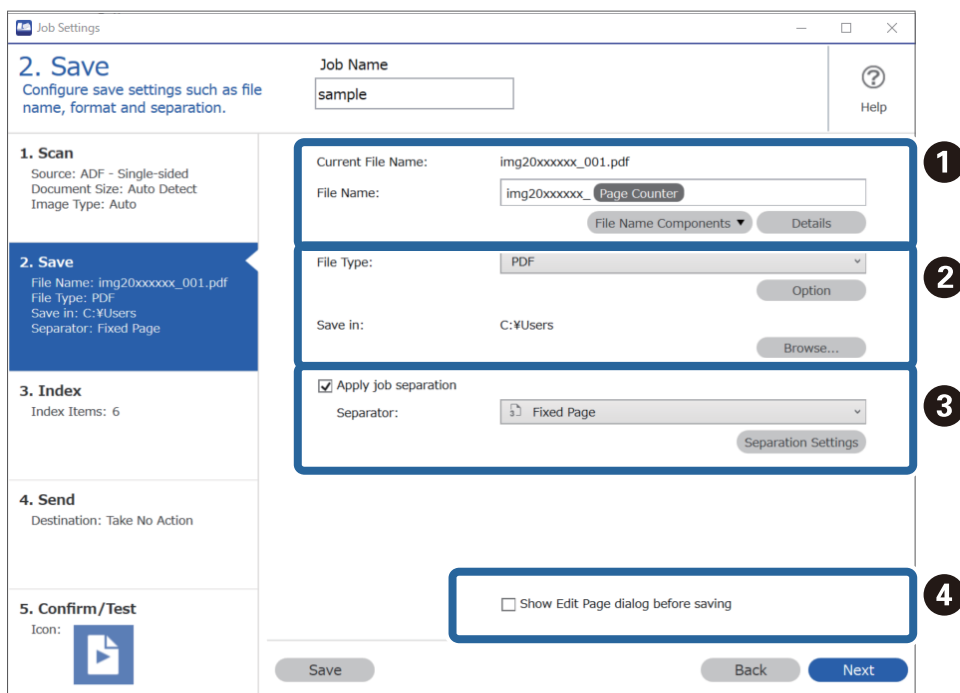 Job Settings
2. Save
Configure save settings such as file
name, format and separation.
Job Name
sample
Help
1. Scan
Source: ADF - Single-sided
Document Size: Auto Detect
Image Type: Auto
2. Save
File Name: img20xxxxxx_001.pdf
File Type: PDF
Save in: C:¥Users
Separator: Fixed Page
3. Index
Index Items: 6
4. Send
Destination: Take No Action
5. Confirm/Test
Icon:
Current File Name: img20xxxxxx_001.pdf
File Name: img20xxxxxx_ Page Counter
File Name Components ▼ Details
1
File Type: PDF
Option
Save in: C:¥Users
Browse...
2
Apply job separation
Separator: Fixed Page
Separation Settings
3
Show Edit Page dialog before saving
4
Save Back Next